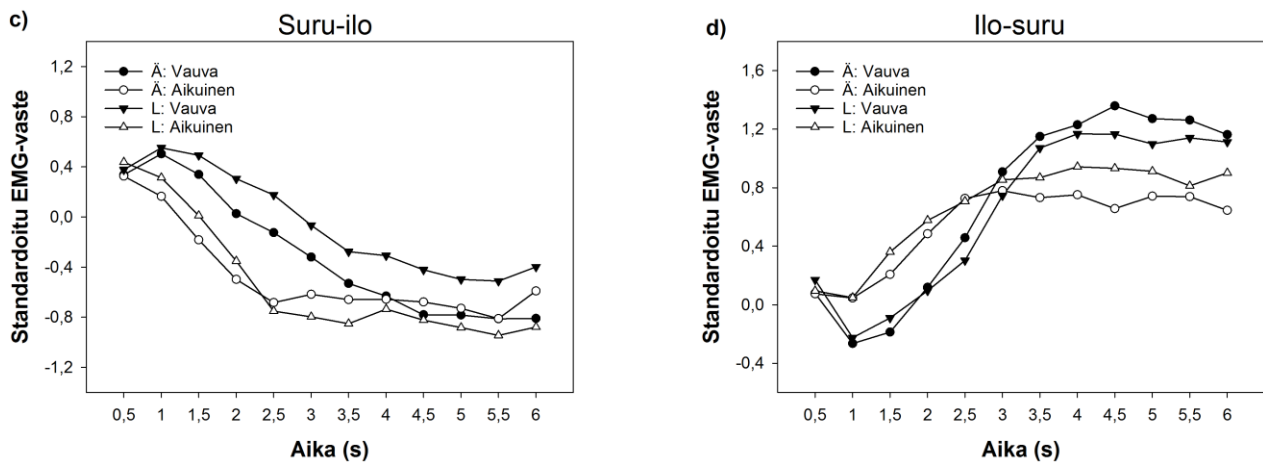 c)
Suru-ilo
Standardoitu EMG-vaste
1,2
0,8
0,4
0,0
-0,4
-0,8
-1,2
Ä: Vauva
Ä: Aikuinen
L: Vauva
L: Aikuinen
0,5 1 1,5 2 2,5 3 3,5 4 4,5 5 5,5 6
Aika (s)
d)
Ilo-suru
Standardoitu EMG-vaste
1,6
1,2
0,8
0,4
0,0
-0,4
Ä: Vauva
Ä: Aikuinen
L: Vauva
L: Aikuinen
0,5 1 1,5 2 2,5 3 3,5 4 4,5 5 5,5 6
Aika (s)